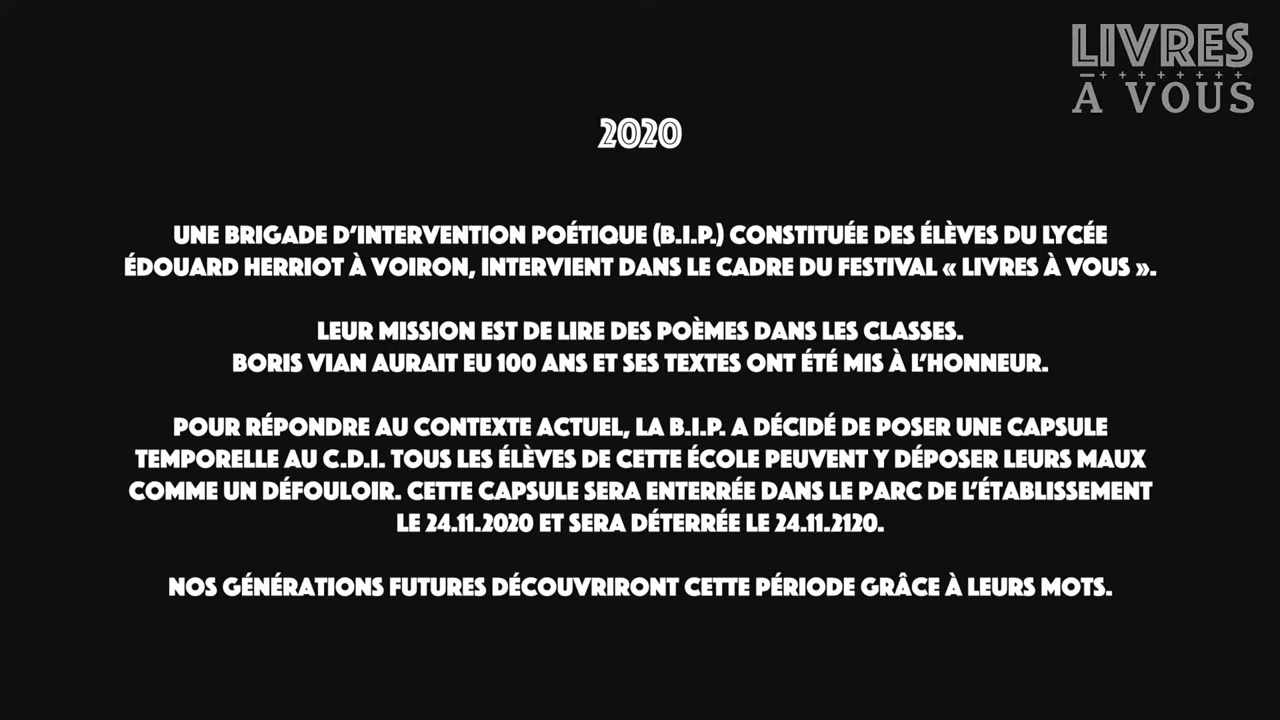 LIVRES
À VOUS
2020
UNE BRIGADE D'INTERVENTION POÉTIQUE (B.I.P.) CONSTITUÉE DES ÉLÈVES DU LYCÉE
ÉDOUARD HERRIOT À VOIRON, INTERVIENT DANS LE CADRE DU FESTIVAL « LIVRES À VOUS ».
LEUR MISSION EST DE LIRE DES POÈMES DANS LES CLASSES.
BORIS VIAN AURAIT EU 100 ANS ET SES TEXTES ONT ÉTÉ MIS À L'HONNEUR.
POUR RÉPONDRE AU CONTEXTE ACTUEL, LA B.I.P. A DÉCIDÉ DE POSER UNE CAPSULE
TEMPORELLE AU C.D.I. TOUS LES ÉLÈVES DE CETTE ÉCOLE PEUVENT Y DÉPOSER LEURS MAUX
COMME UN DÉFOULOIR. CETTE CAPSULE SERA ENTERRÉE DANS LE PARC DE L'ÉTABLISSEMENT
LE 24.11.2020 ET SERA DÉTERRÉE LE 24.11.2120.
NOS GÉNÉRATIONS FUTURES DÉCOUVRIRONT CETTE PÉRIODE GRÂCE À LEURS MOTS.